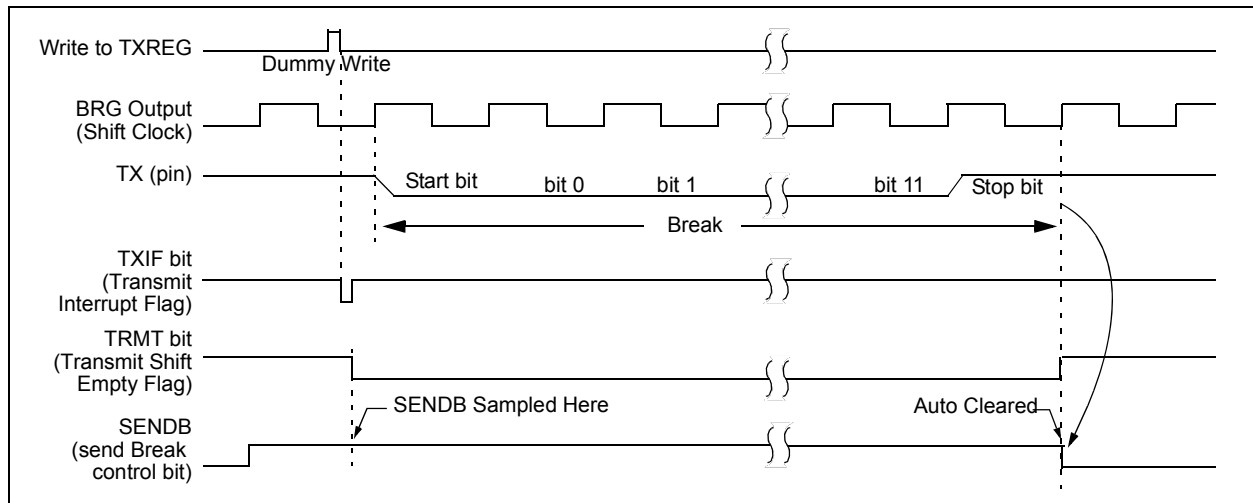 Write to TXREG
Dummy Write
BRG Output
(Shift Clock)
TX (pin)
Start bit
bit 0
bit 1
bit 11
Stop bit
Break
TXIF bit
(Transmit
Interrupt Flag)
TRMT bit
(Transmit Shift
Empty Flag)
SENDB Sampled Here
Auto Cleared
SENDB
(send Break
control bit)